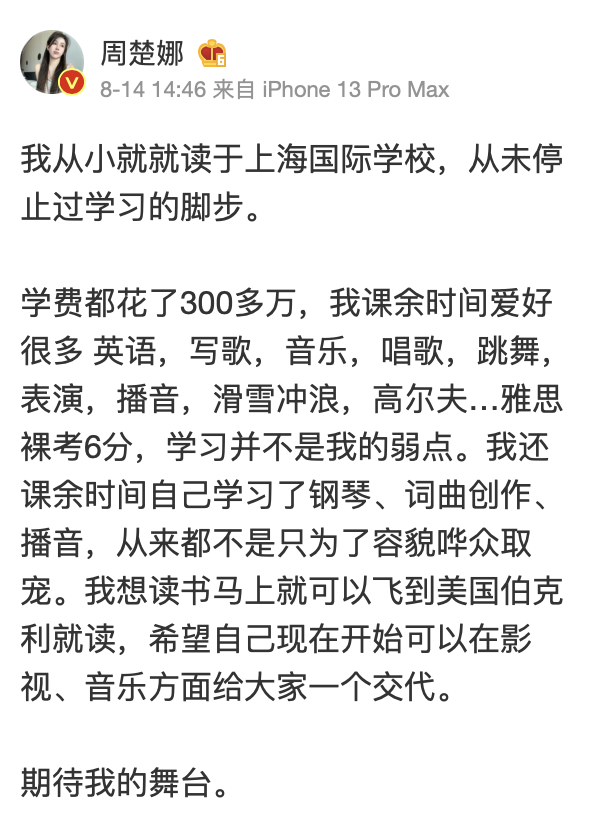 周楚娜
6
V
8-14 14:46 来自 iPhone 13 Pro Max
我从小就就读于上海国际学校，从未停
止过学习的脚步。
学费都花了300多万，我课余时间爱好
很多 英语，写歌，音乐，唱歌，跳舞，
表演，播音，滑雪冲浪，高尔夫...雅思
裸考6分，学习并不是我的弱点。我还
课余时间自己学习了钢琴、词曲创作、
播音，从来都不是只为了容貌哗众取
宠。我想读书马上就可以飞到美国伯克
利就读，希望自己现在开始可以在影
视、音乐方面给大家一个交代。
期待我的舞台。